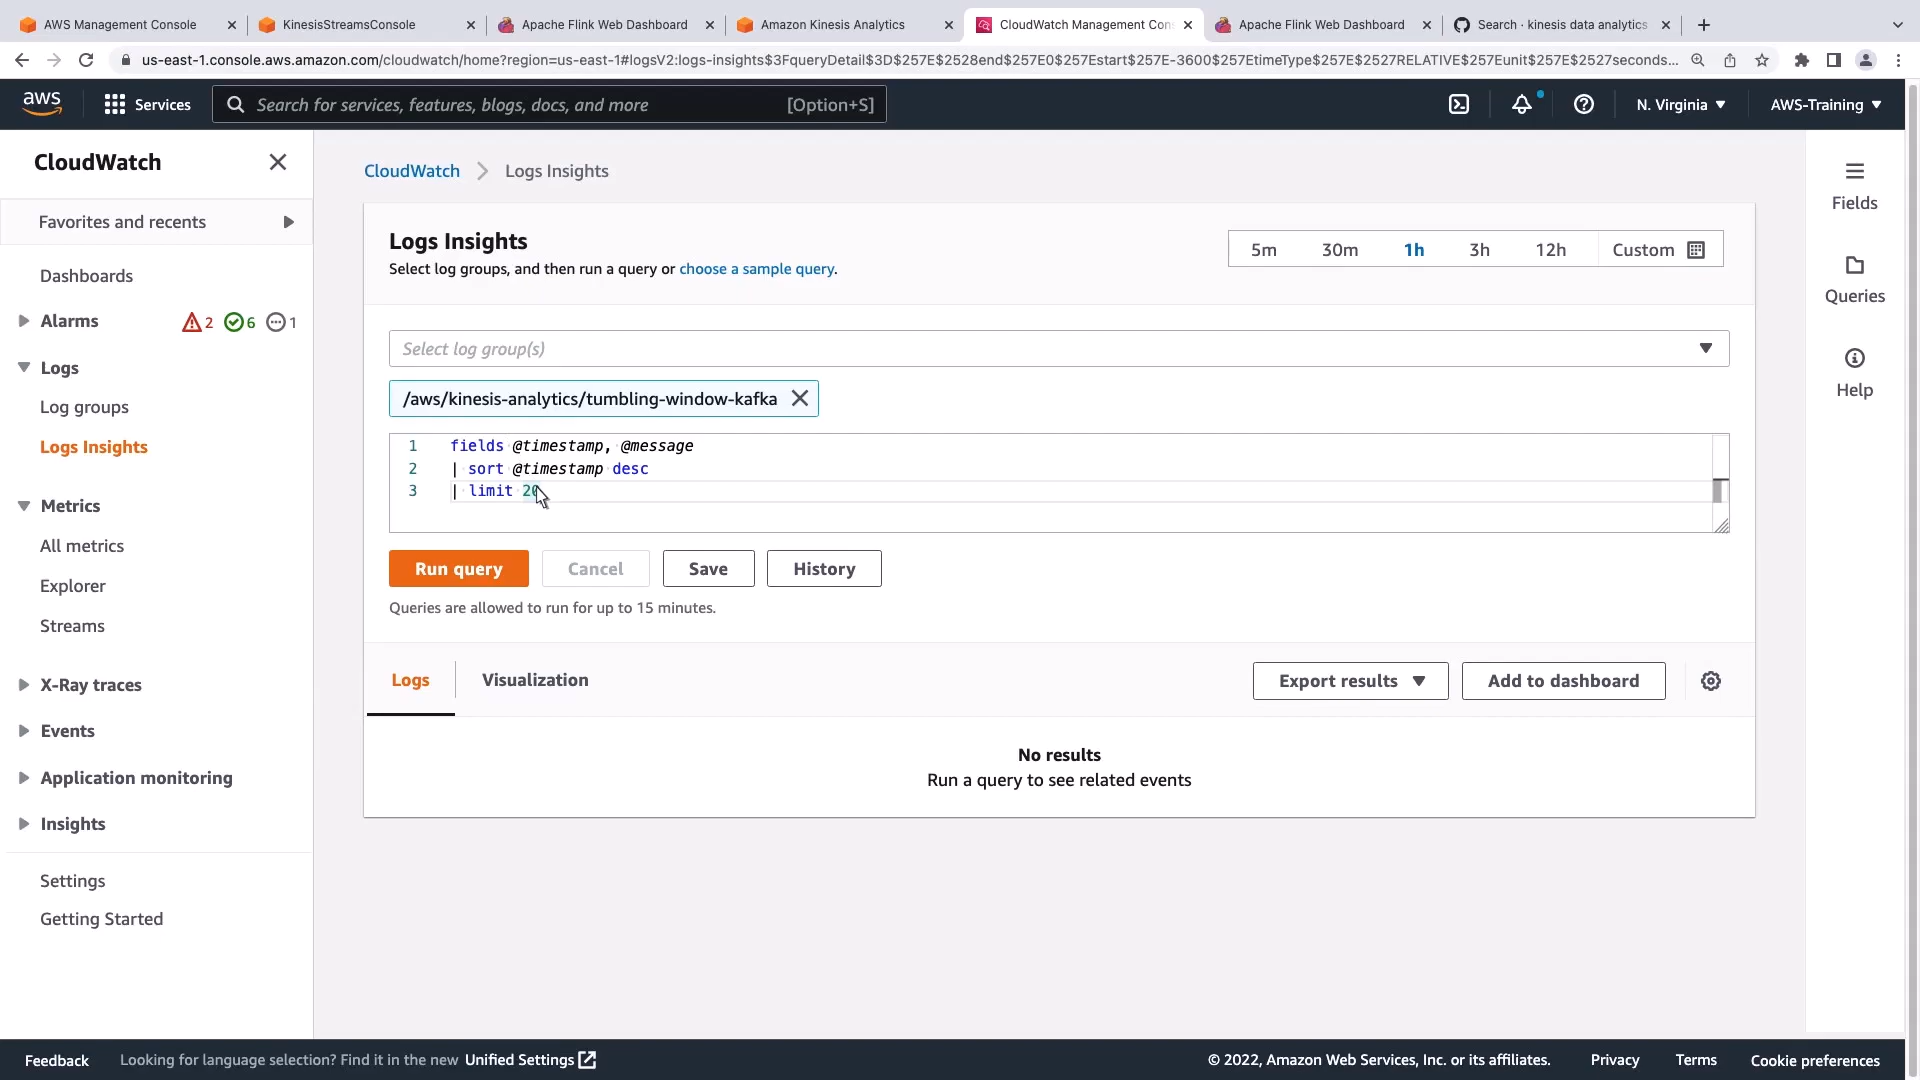 AWS Management Console
KinesisStreamsConsole
Apache Flink Web Dashboard
Amazon Kinesis Analytics
CloudWatch Management Con
Apache Flink Web Dashboard
Search · kinesis data analytics
us-east-1.console.aws.amazon.com/cloudwatch/home?region=us-east-1#logsV2:logs-insights$3FqueryDetail$3D$257E$2528end$257E0$257Estart$257E-3600$257EtimeType$257E$2527RELATIVE$257Eunit$257E$2527seconds...
aws
Services
Search for services, features, blogs, docs, and more [Option+S]
N. Virginia
AWS-Training
CloudWatch
Favorites and recents
Dashboards
Alarms 2 6 1
Logs
Log groups
Logs Insights
Metrics
All metrics
Explorer
Streams
X-Ray traces
Events
Application monitoring
Insights
Settings
Getting Started
CloudWatch
Logs Insights
Logs Insights
Select log groups, and then run a query or choose a sample query.
5m 30m 1h 3h 12h Custom
Select log group(s)
/aws/kinesis-analytics/tumbling-window-kafka
1 fields @timestamp, @message
2 | sort @timestamp desc
3 | limit 20
Run query
Cancel
Save
History
Queries are allowed to run for up to 15 minutes.
Logs
Visualization
Export results
Add to dashboard
No results
Run a query to see related events
Fields
Queries
Help
Feedback
Looking for language selection? Find it in the new Unified Settings
© 2022, Amazon Web Services, Inc. or its affiliates.
Privacy
Terms
Cookie preferences